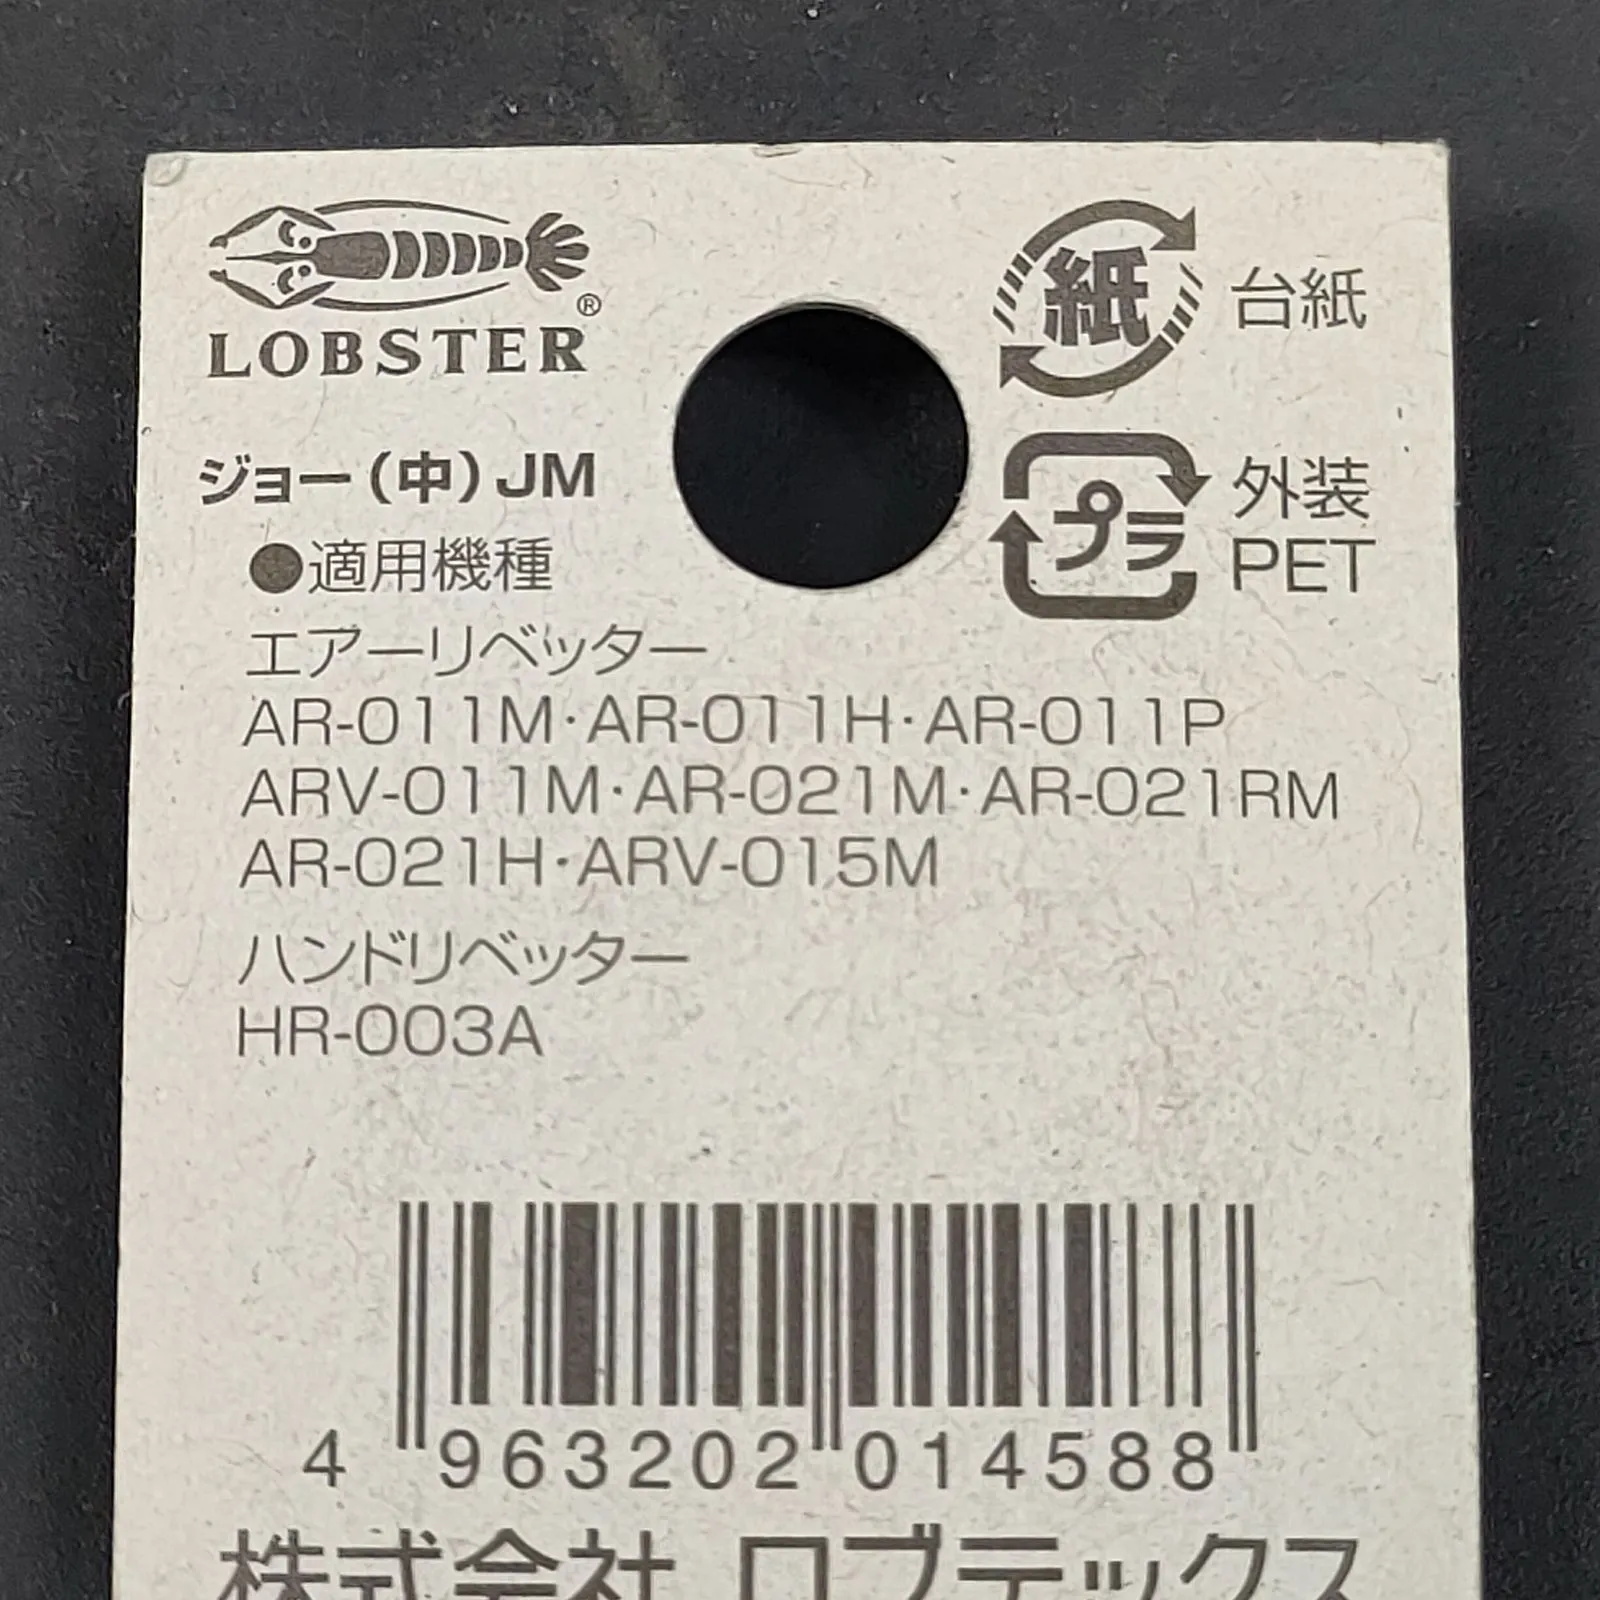 LOBSTER®
ジョー(中)JM
●適用機種
エアーリベッター
AR-011M・AR-011H・AR-011P
ARV-011M・AR-021M・AR-021RM
AR-021H・ARV-015M
ハンドリベッター
HR-003A
紙 台紙
プラ 外装
PET
4 963202 014588
株式会社 ロブテックス